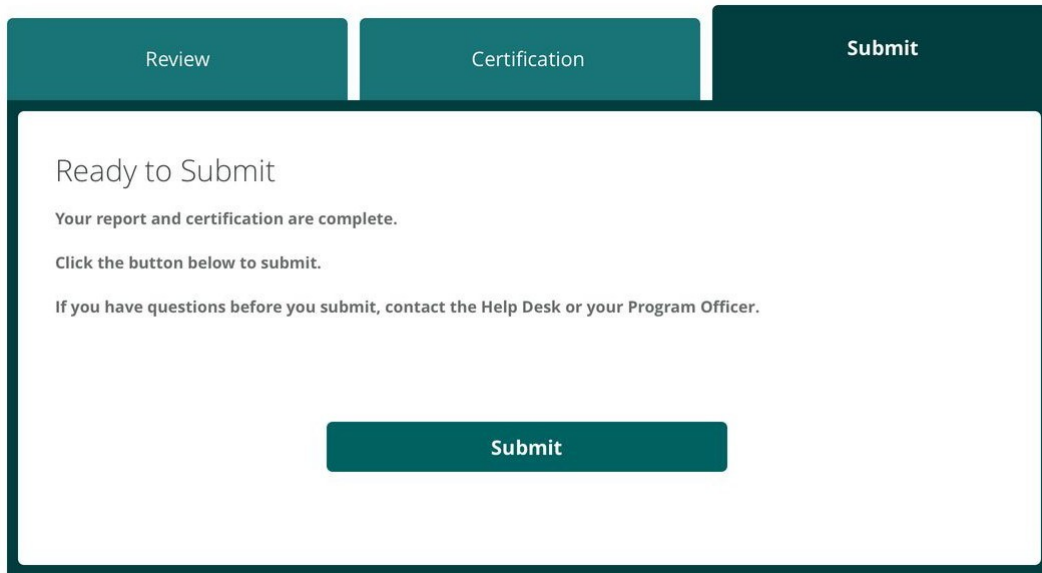 Review
Certification
Submit
Ready to Submit
Your report and certification are complete.
Click the button below to submit.
If you have questions before you submit, contact the Help Desk or your Program Officer.
Submit